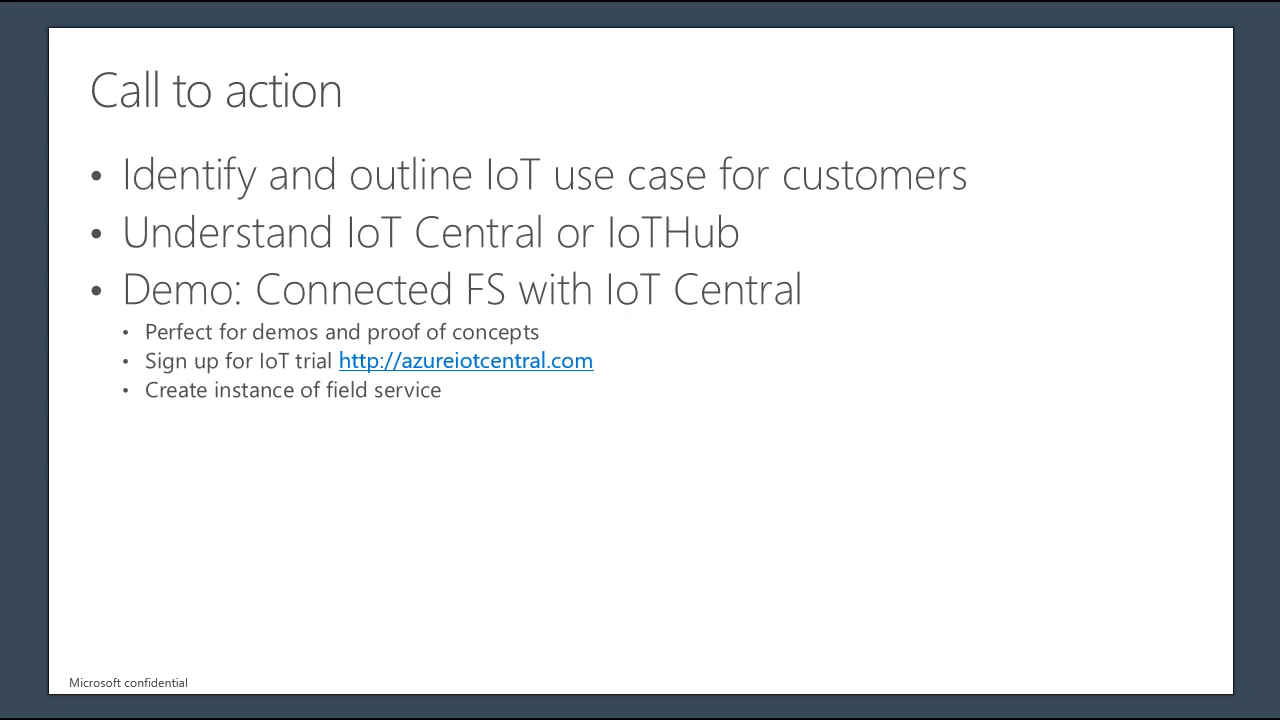 Call to action
• Identify and outline IoT use case for customers
• Understand IoT Central or IoTHub
• Demo: Connected FS with IoT Central
• Perfect for demos and proof of concepts
• Sign up for IoT trial http://azureiotcentral.com
• Create instance of field service
Microsoft confidential